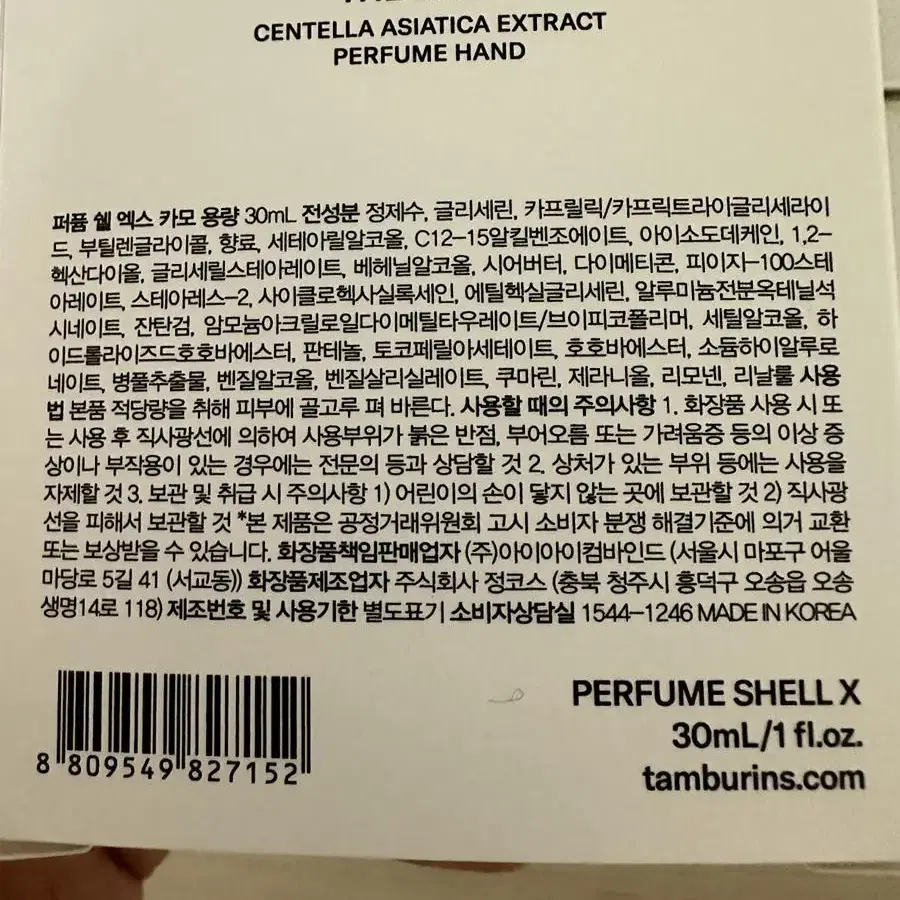 CENTELLA ASIATICA EXTRACT
PERFUME HAND
퍼퓸 쉘 엑스 카모 용량 30mL 전성분 정제수, 글리세린, 카프릴릭/카프릭트라이글리세라이
드, 부틸렌글라이콜, 향료, 세테아릴알코올, C12-15알킬벤조에이트, 아이소도데케인, 1,2-
헥산다이올, 글리세릴스테아레이트, 베헤닐알코올, 시어버터, 다이메티콘, 피이지-100스테
아레이트, 스테아레스-2, 사이클로헥사실록세인, 에틸헥실글리세린, 알루미늄전분옥테닐석
시네이트, 잔탄검, 암모늄아크릴로일다이메틸타우레이트/브이피코폴리머, 세틸알코올, 하
이드롤라이즈드호호바에스터, 판테놀, 토코페릴아세테이트, 호호바에스터, 소듐하이알루로
네이트, 병풀추출물, 벤질알코올, 벤질살리실레이트, 쿠마린, 제라니올, 리모넨, 리날룰 사용
법 본품 적당량을 취해 피부에 골고루 펴 바른다. 사용할 때의 주의사항 1. 화장품 사용 시 또
는 사용 후 직사광선에 의하여 사용부위가 붉은 반점, 부어오름 또는 가려움증 등의 이상 증
상이나 부작용이 있는 경우에는 전문의 등과 상담할 것 2. 상처가 있는 부위 등에는 사용을
자제할 것 3. 보관 및 취급 시 주의사항 1) 어린이의 손이 닿지 않는 곳에 보관할 것 2) 직사광
선을 피해서 보관할 것 *본 제품은 공정거래위원회 고시 소비자 분쟁 해결기준에 의거 교환
또는 보상받을 수 있습니다. 화장품책임판매업자 (주)아이아이컴바인드 (서울시 마포구 어울
마당로 5길 41 (서교동)) 화장품제조업자 주식회사 정코스 (충북 청주시 흥덕구 오송읍 오송
생명14로 118) 제조번호 및 사용기한 별도표기 소비자상담실 1544-1246 MADE IN KOREA
8 809549 827152
PERFUME SHELL X
30mL/1 fl.oz.
tamburins.com